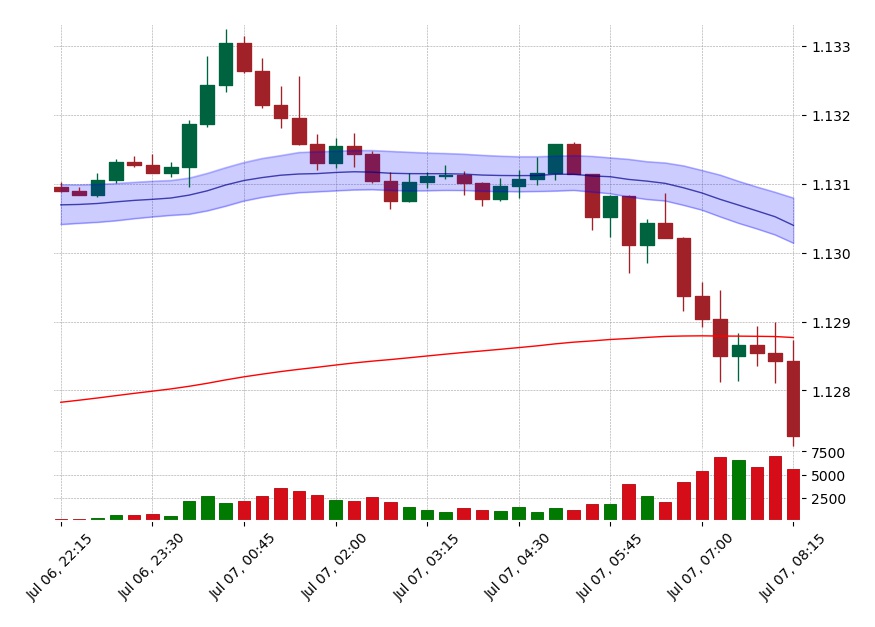 1.133
1.132
1.131
1.130
1.129
1.128
7500
5000
2500
Jul 06, 22:15
Jul 06, 23:30
Jul 07, 00:45
Jul 07, 02:00
Jul 07, 03:15
Jul 07, 04:30
Jul 07, 05:45
Jul 07, 07:00
Jul 07, 08:15